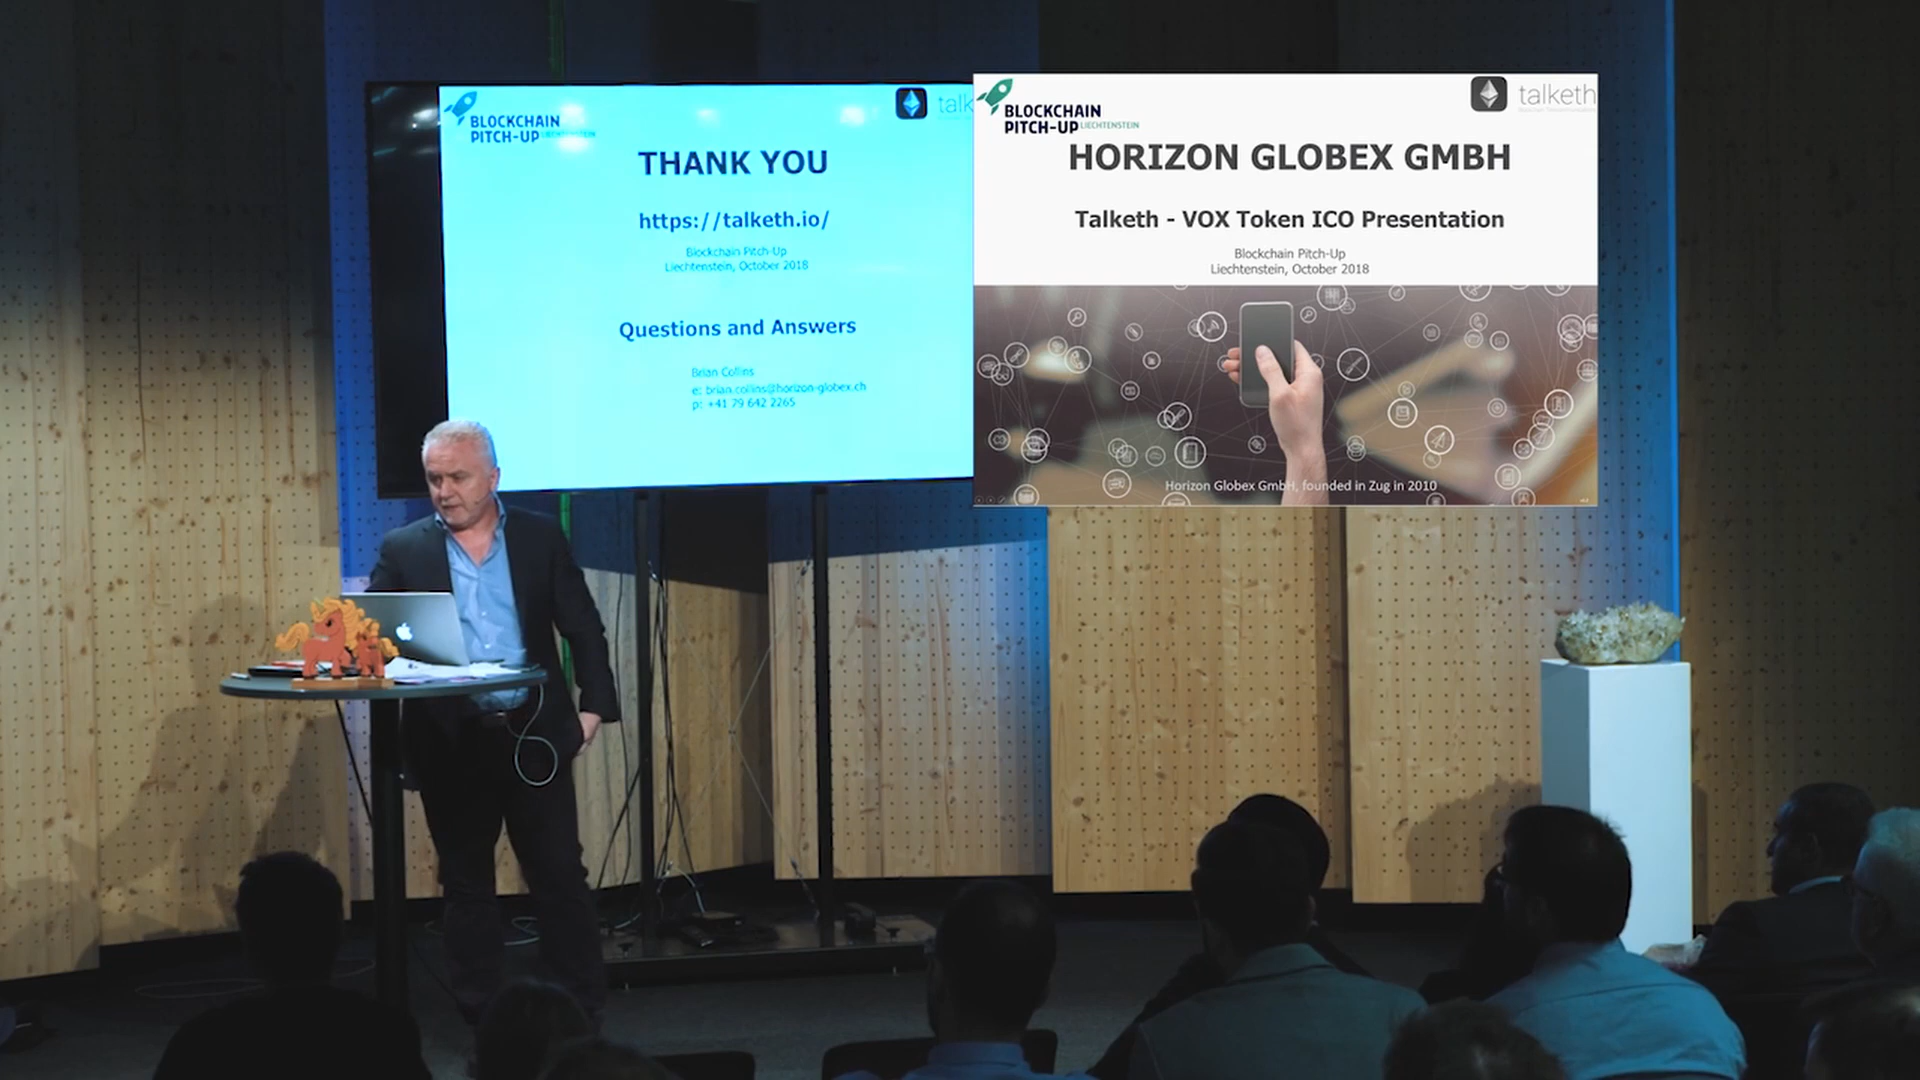 BLOCKCHAIN
PITCH-UP LIECHTENSTEIN
talk
THANK YOU
https://talketh.io/
Blockchain Pitch-Up
Liechtenstein, October 2018
Questions and Answers
Brian Collins
e: brian.collins@horizon-globex.ch
p: +41 79 642 2265
BLOCKCHAIN
PITCH-UP LIECHTENSTEIN
talketh
HORIZON GLOBEX GMBH
Talketh - VOX Token ICO Presentation
Blockchain Pitch-Up
Liechtenstein, October 2018
Horizon Globex GmbH, founded in Zug in 2010